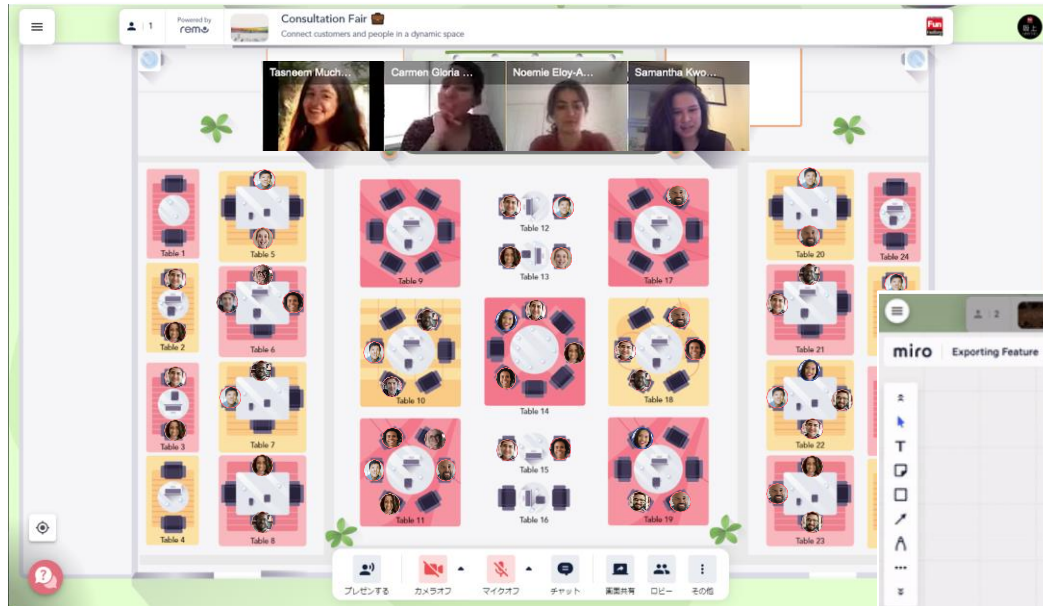 1
Powered by
remo
Consultation Fair
Connect customers and people in a dynamic space
Fun
Tasneem Much...
Carmen Gloria ...
Noemie Eloy-A...
Samantha Kwo...
Table 1
Table 5
Table 2
Table 6
Table 3
Table 7
Table 4
Table 8
Table 9
Table 12
Table 13
Table 17
Table 10
Table 14
Table 18
Table 11
Table 15
Table 16
Table 19
Table 20
Table 24
Table 21
Table 22
Table 23
2
miro
Exporting Feature
T
プレゼンする
カメラオフ
マイクオフ
チャット
画面共有
ロビー
その他